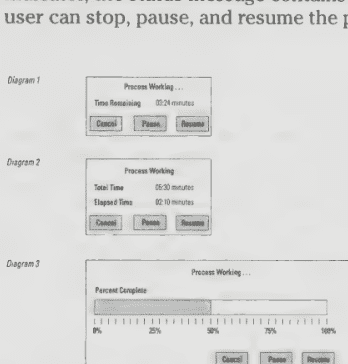 user can stop, pause, and resume the p
Diagram 1
Process Working . . .
Time Remaining 03:24 minutes
Cancel Pause Resume
Diagram 2
Process Working
Total Time 05:30 minutes
Elapsed Time 02:10 minutes
Cancel Pause Resume
Diagram 3
Process Working . . .
Percent Complete
0% 25% 50% 75% 100%
Cancel Pause Resume